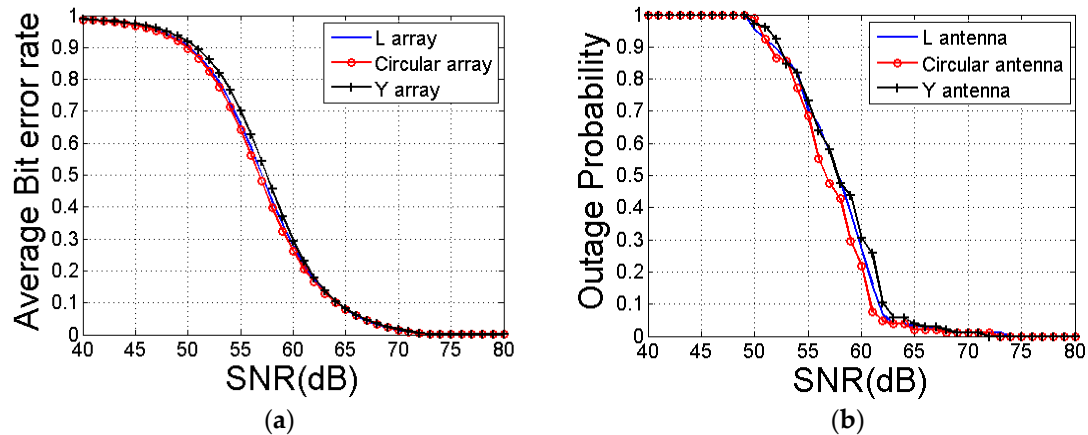 Average Bit error rate
1
0.9
0.8
0.7
0.6
0.5
0.4
0.3
0.2
0.1
0
40 45 50 55 60 65 70 75 80
SNR(dB)
L array
Circular array
Y array
(a)
Outage Probability
1
0.9
0.8
0.7
0.6
0.5
0.4
0.3
0.2
0.1
0
40 45 50 55 60 65 70 75 80
SNR(dB)
L antenna
Circular antenna
Y antenna
(b)